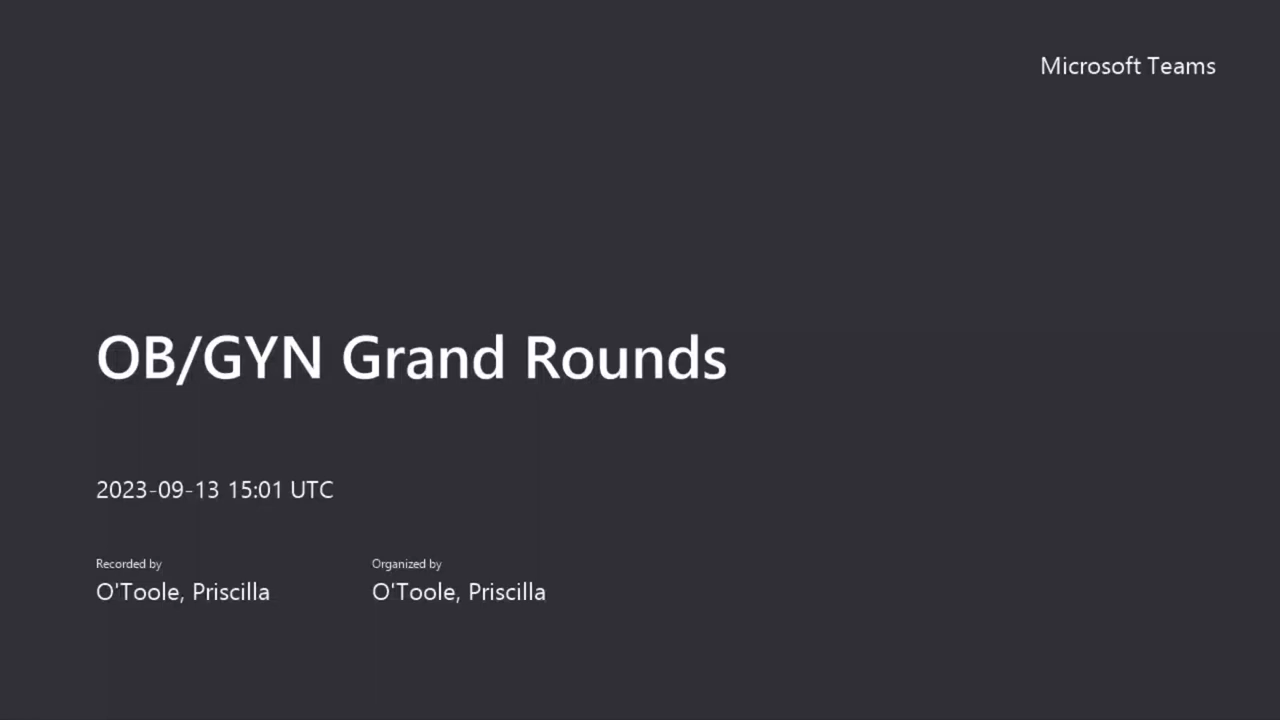 Microsoft Teams
OB/GYN Grand Rounds
2023-09-13 15:01 UTC
Recorded by
O'Toole, Priscilla
Organized by
O'Toole, Priscilla